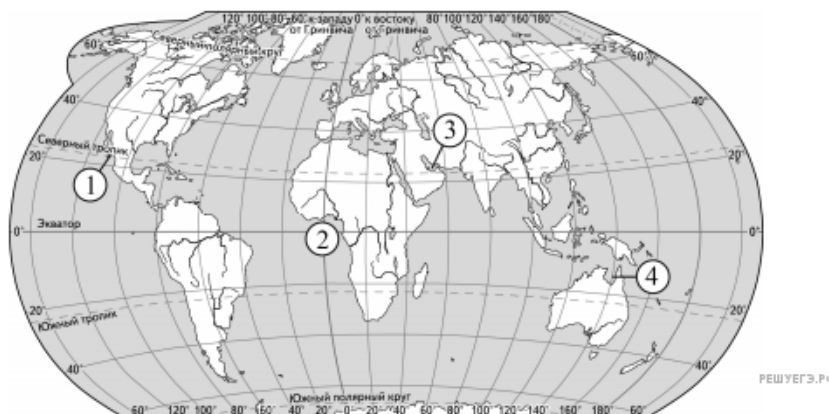 120° 100° 80° 60° к западу 0° к востоку 80° 100° 120° 140° 160° 180°
от Гринвича от Гринвича
Северный полярный круг
60° 60°
40° 40°
Северный тропик
20° 20°
1
2
3
4
Экватор
0° 0°
20° 20°
Южный тропик
40° 40°
Южный полярный круг
60° 120° 100° 80° 60° 40° 20° 0° 20° 40° 60° 80° 100° 120° 140° 160° 180° 60°
РЕШУЕГЭ.РФ